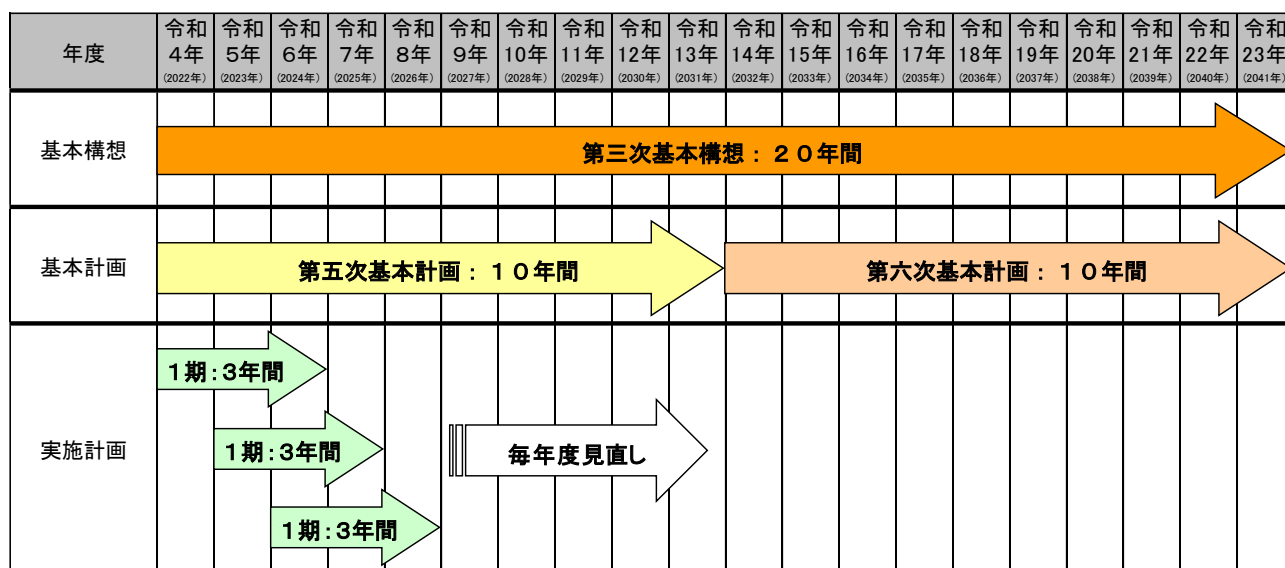 年度
令和 令和 令和 令和 令和 令和 令和 令和 令和 令和 令和 令和 令和 令和 令和 令和 令和 令和 令和 令和
4年 5年 6年 7年 8年 9年 10年 11年 12年 13年 14年 15年 16年 17年 18年 19年 20年 21年 22年 23年
(2022年) (2023年) (2024年) (2025年) (2026年) (2027年) (2028年) (2029年) (2030年) (2031年) (2032年) (2033年) (2034年) (2035年) (2036年) (2037年) (2038年) (2039年) (2040年) (2041年)
基本構想
第三次基本構想：２０年間
基本計画
第五次基本計画：１０年間
第六次基本計画：１０年間
実施計画
１期：３年間
１期：３年間
１期：３年間
毎年度見直し